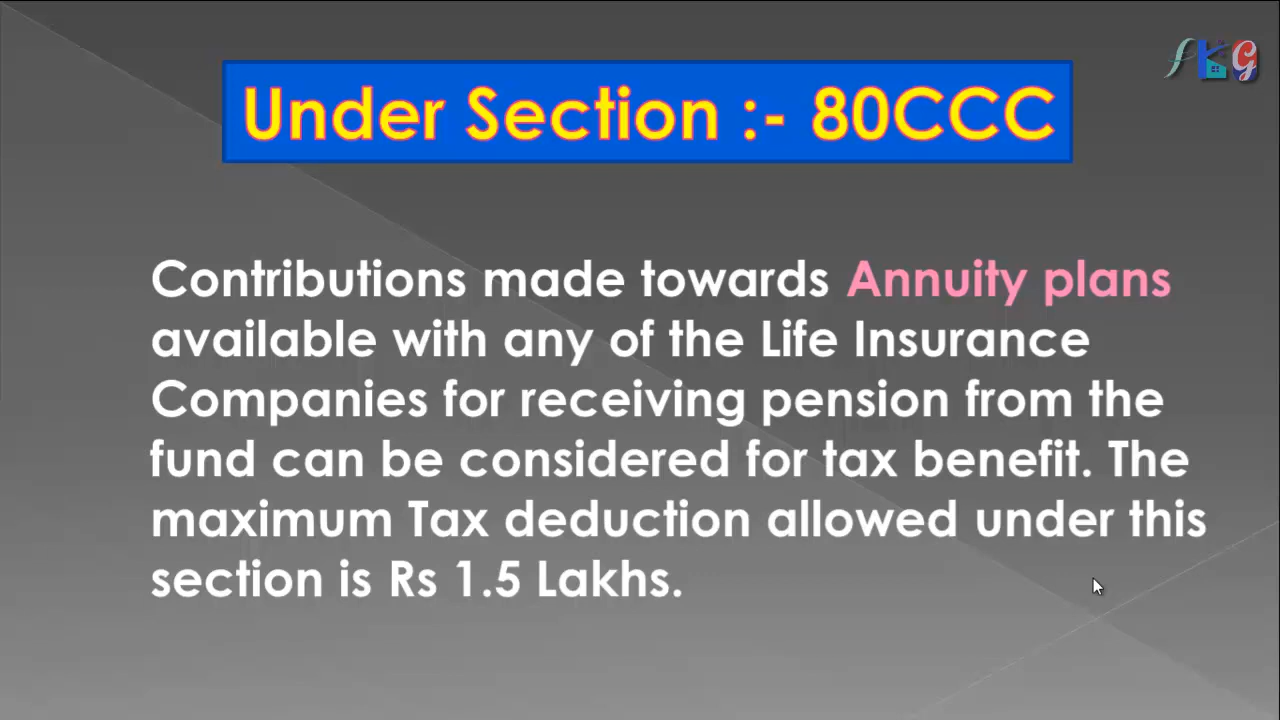 Under Section :- 80CCC
Contributions made towards Annuity plans
available with any of the Life Insurance
Companies for receiving pension from the
fund can be considered for tax benefit. The
maximum Tax deduction allowed under this
section is Rs 1.5 Lakhs.